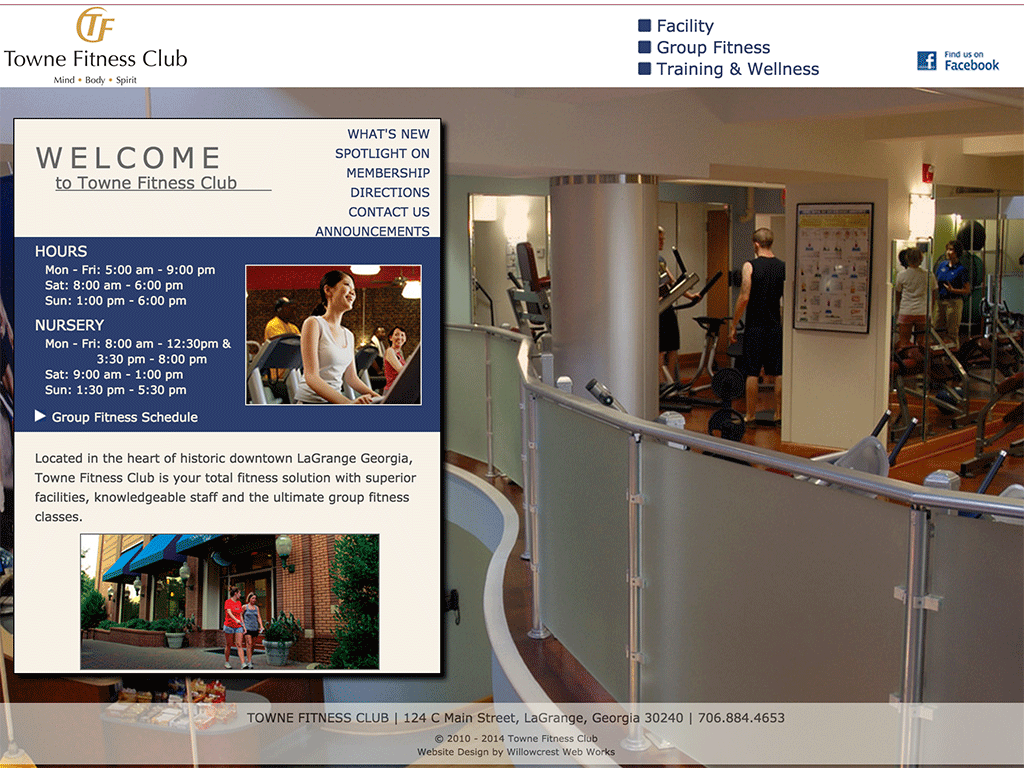 TF
Towne Fitness Club
Mind • Body • Spirit
Facility
Group Fitness
Training & Wellness
f
Find us on
Facebook
WELCOME
to Towne Fitness Club
WHAT'S NEW
SPOTLIGHT ON
MEMBERSHIP
DIRECTIONS
CONTACT US
ANNOUNCEMENTS
HOURS
Mon - Fri: 5:00 am - 9:00 pm
Sat: 8:00 am - 6:00 pm
Sun: 1:00 pm - 6:00 pm
NURSERY
Mon - Fri: 8:00 am - 12:30pm &
3:30 pm - 8:00 pm
Sat: 9:00 am - 1:00 pm
Sun: 1:30 pm - 5:30 pm
Group Fitness Schedule
Located in the heart of historic downtown LaGrange Georgia,
Towne Fitness Club is your total fitness solution with superior
facilities, knowledgeable staff and the ultimate group fitness
classes.
TOWNE FITNESS CLUB | 124 C Main Street, LaGrange, Georgia 30240 | 706.884.4653
© 2010 - 2014 Towne Fitness Club
Website Design by Willowcrest Web Works